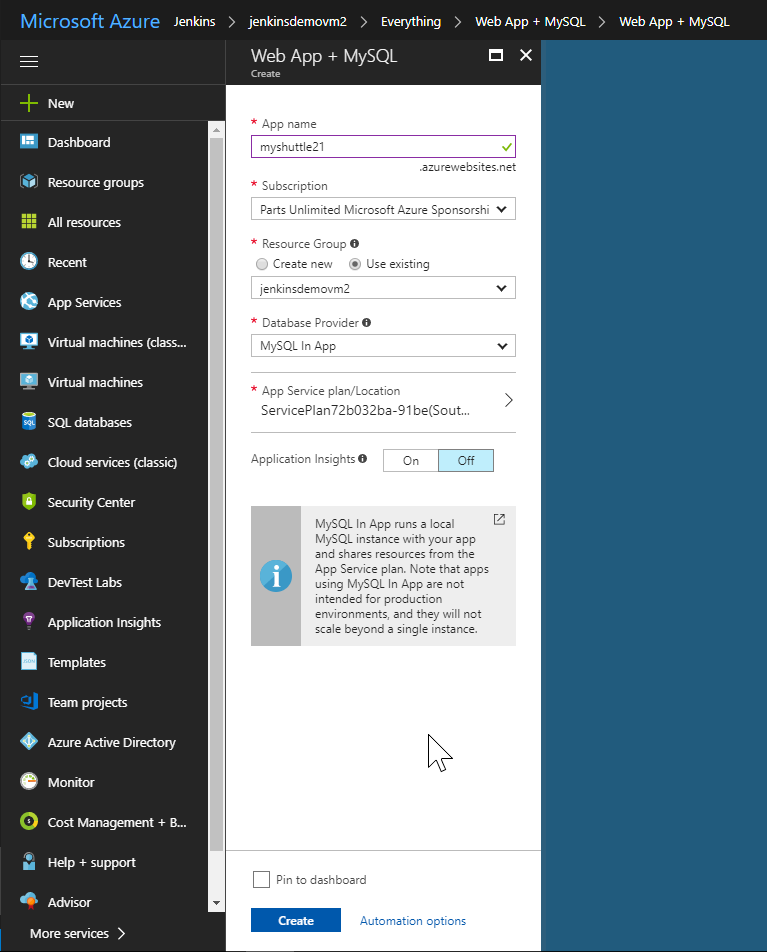 Microsoft Azure Jenkins > jenkinsdemovm2 > Everything > Web App + MySQL > Web App + MySQL
New
Dashboard
Resource groups
All resources
Recent
App Services
Virtual machines (class...
Virtual machines
SQL databases
Cloud services (classic)
Security Center
Subscriptions
DevTest Labs
Application Insights
Templates
Team projects
Azure Active Directory
Monitor
Cost Management + B...
Help + support
Advisor
More services >
Web App + MySQL
Create
* App name
myshuttle21
.azurewebsites.net
* Subscription
Parts Unlimited Microsoft Azure Sponsorshi
* Resource Group
Create new Use existing
jenkinsdemovm2
* Database Provider
MySQL In App
* App Service plan/Location
ServicePlan72b032ba-91be(Sout...
Application Insights On Off
MySQL In App runs a local
MySQL instance with your app
and shares resources from the
App Service plan. Note that apps
using MySQL In App are not
intended for production
environments, and they will not
scale beyond a single instance.
Pin to dashboard
Create Automation options